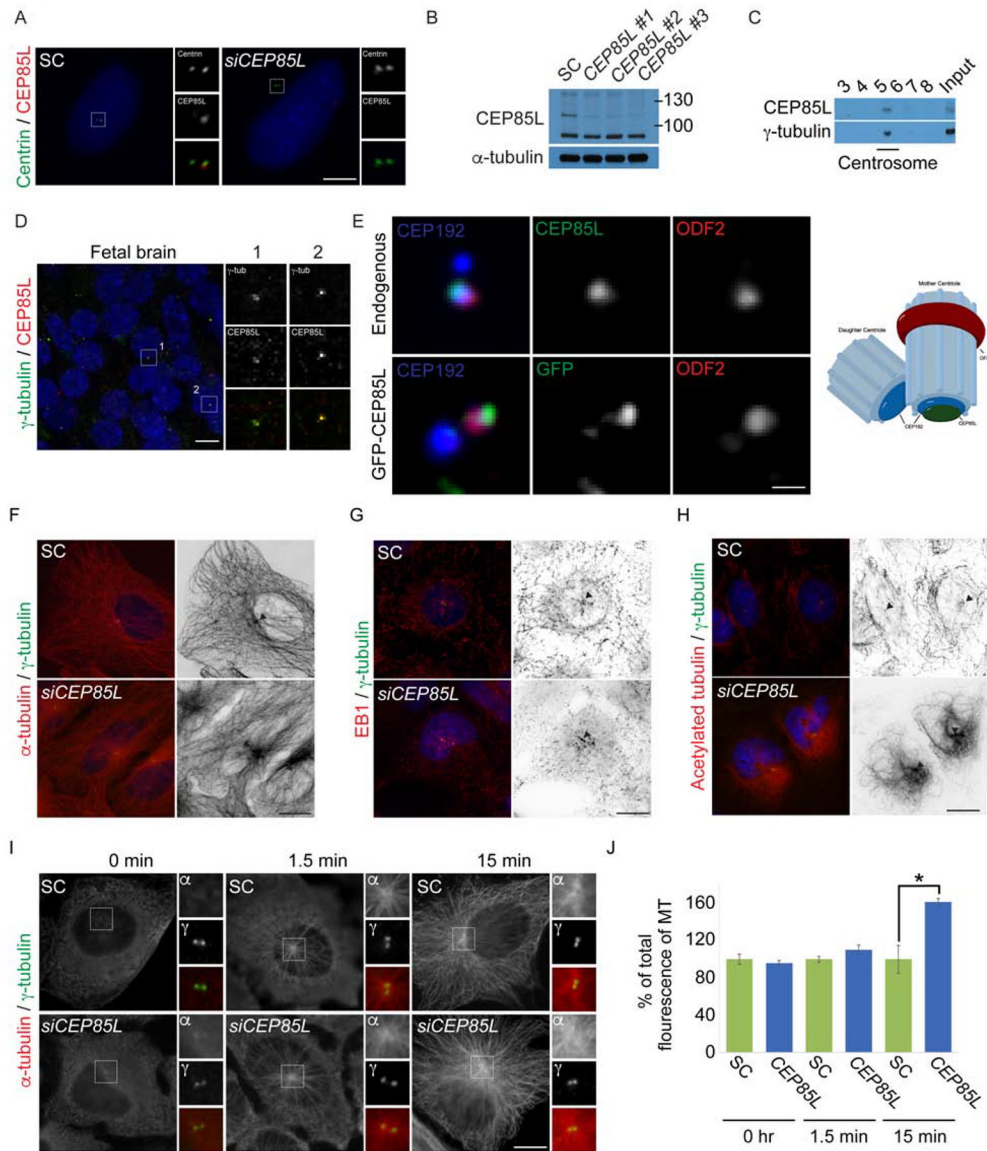 A
Centrin / CEP85L
SC
Centrin
CEP85L
siCEP85L
Centrin
CEP85L
B
SC
CEP85L #1
CEP85L #2
CEP85L #3
CEP85L
130
100
α-tubulin
C
3 4 5 6 7 8 Input
CEP85L
γ-tubulin
Centrosome
D
Fetal brain 1 2
γ-tubulin / CEP85L
1
2
γ-tub
γ-tub
CEP85L
CEP85L
E
Endogenous
CEP192
CEP85L
ODF2
GFP-CEP85L
CEP192
GFP
ODF2
Mother Centriole
Daughter Centriole
CEP192
CEP85L
F
α-tubulin / γ-tubulin
SC
siCEP85L
G
EB1 / γ-tubulin
SC
siCEP85L
H
Acetylated tubulin / γ-tubulin
SC
siCEP85L
I
0 min 1.5 min 15 min
α-tubulin / γ-tubulin
SC
α
γ
SC
α
γ
SC
α
γ
siCEP85L
α
γ
siCEP85L
α
γ
siCEP85L
α
γ
J
% of total
flourescence of MT
160
120
80
40
0
*
SC
CEP85L
SC
CEP85L
SC
CEP85L
0 hr
1.5 min
15 min